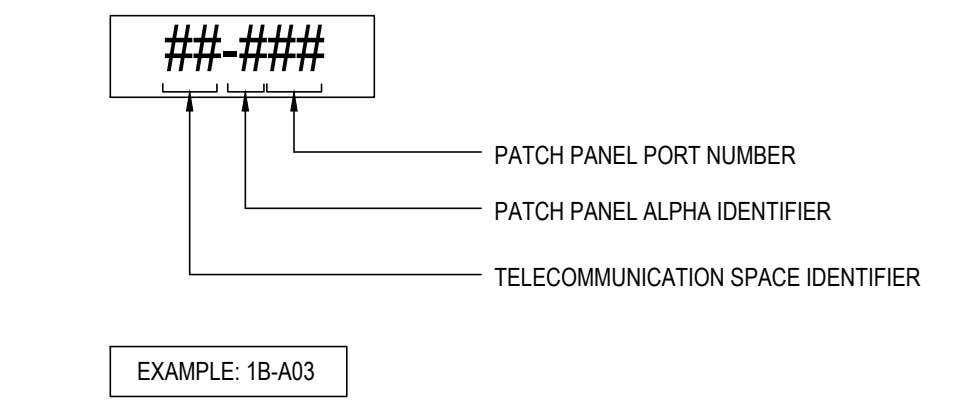 ##-###
PATCH PANEL PORT NUMBER
PATCH PANEL ALPHA IDENTIFIER
TELECOMMUNICATION SPACE IDENTIFIER
EXAMPLE: 1B-A03